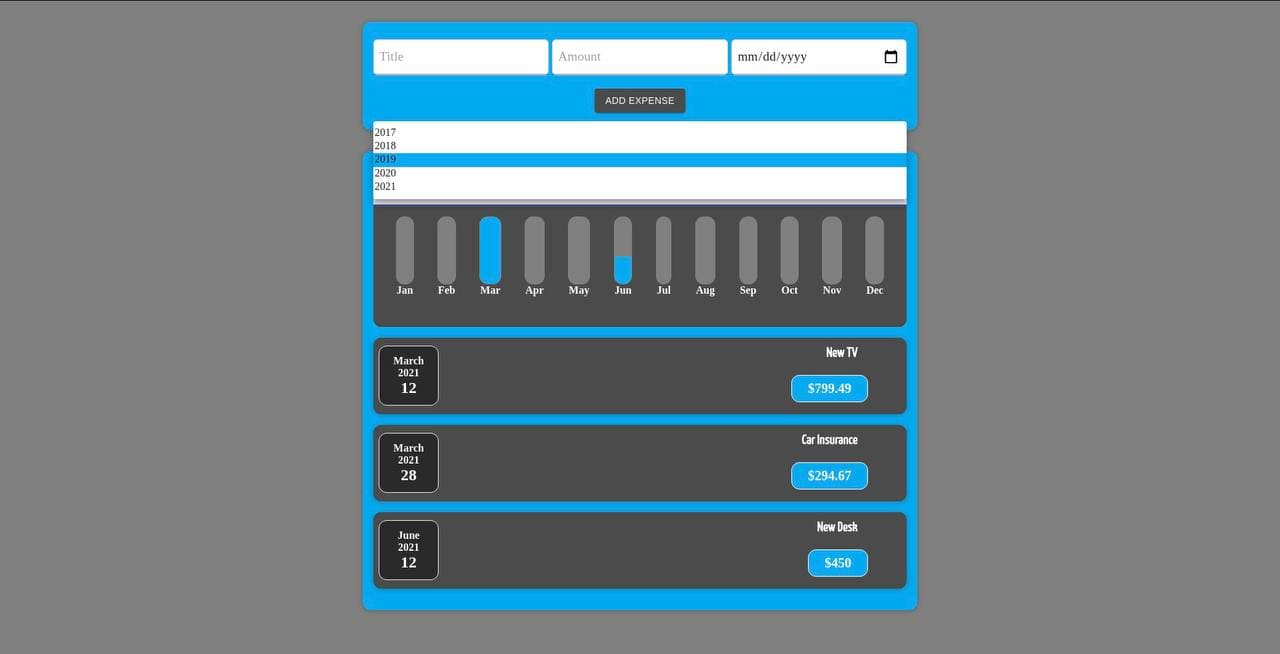 Title Amount mm/dd/yyyy
ADD EXPENSE
2017
2018
2019
2020
2021
Jan Feb Mar Apr May Jun Jul Aug Sep Oct Nov Dec
March
2021
12
New TV
$799.49
March
2021
28
Car Insurance
$294.67
June
2021
12
New Desk
$450